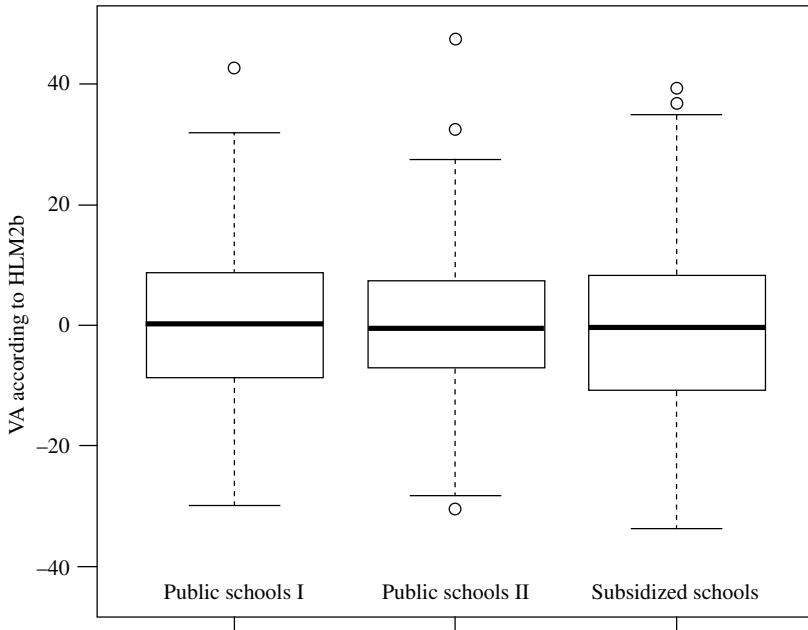 VA according to HLM2b
40
20
0
–20
–40
Public schools I
Public schools II
Subsidized schools